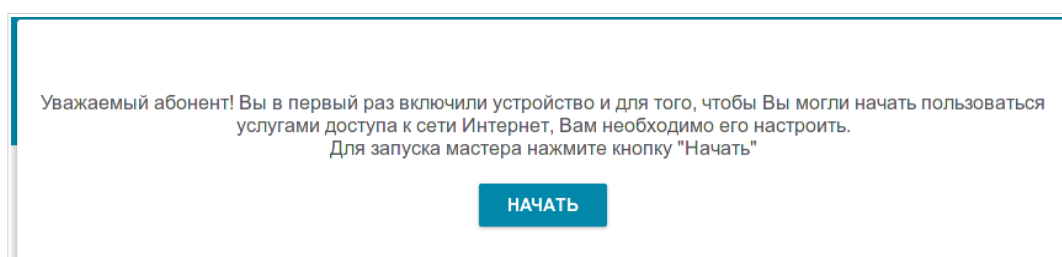 Уважаемый абонент! Вы в первый раз включили устройство и для того, чтобы Вы могли начать пользоваться
услугами доступа к сети Интернет, Вам необходимо его настроить.
Для запуска мастера нажмите кнопку "Начать"
НАЧАТЬ